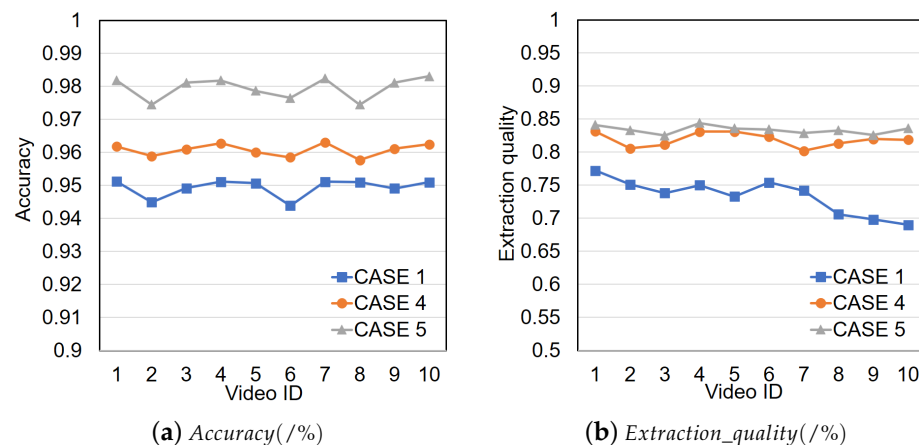 1
0.99
0.98
0.97
0.96
0.95
0.94
0.93
0.92
0.91
0.9
Accuracy
CASE 1
CASE 4
CASE 5
1 2 3 4 5 6 7 8 9 10
Video ID
(a) Accuracy(/%)
1
0.95
0.9
0.85
0.8
0.75
0.7
0.65
0.6
0.55
0.5
Extraction quality
CASE 1
CASE 4
CASE 5
1 2 3 4 5 6 7 8 9 10
Video ID
(b) Extraction_quality(/%)